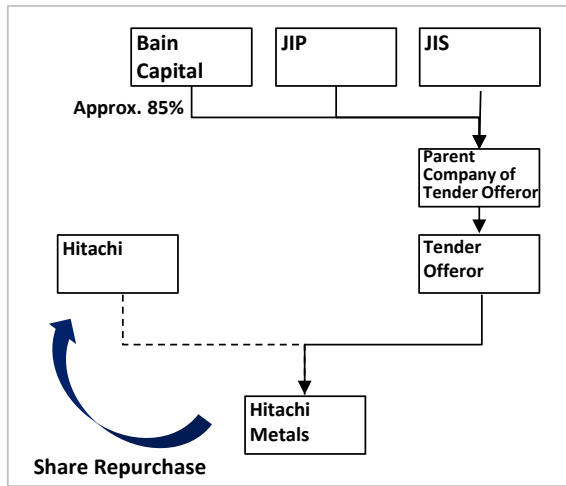 Bain
Capital
JIP
JIS
Approx. 85%
Parent
Company of
Tender Offeror
Hitachi
Tender
Offeror
Hitachi
Metals
Share Repurchase